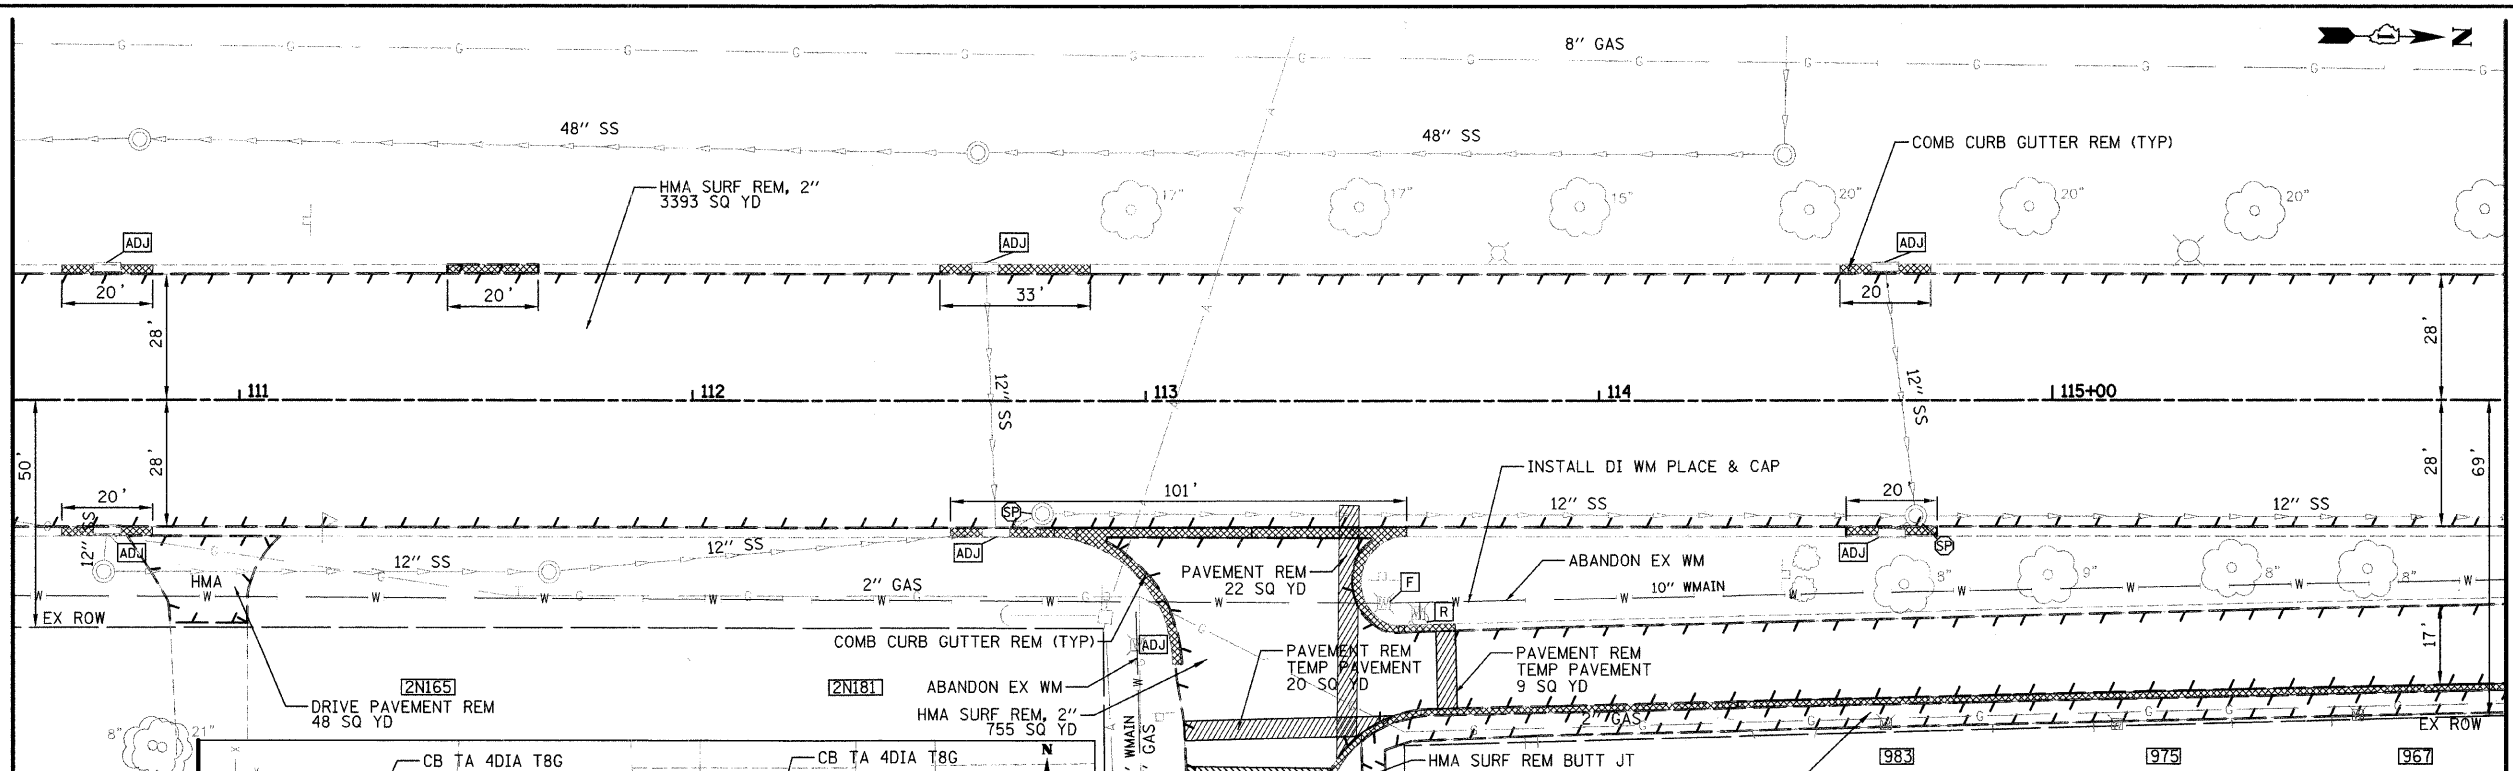 8" GAS
N
48" SS
48" SS
COMB CURB GUTTER REM (TYP)
HMA SURF REM, 2"
3393 SQ YD
17"
17"
15"
20"
20"
20"
ADJ
ADJ
ADJ
20'
20'
33'
20'
28'
28'
12" SS
12" SS
111
112
113
114
115+00
50'
28'
28'
69'
20'
101'
20
INSTALL DI WM PLACE & CAP
12" SS
SP
12" SS
12" SS
ADJ
12" SS
12" SS
ADJ
ADJ
SP
HMA
2" GAS
PAVEMENT REM
22 SQ YD
F
R
ABANDON EX WM
10" WMAIN
8"
9"
8"
8"
EX ROW
COMB CURB GUTTER REM (TYP)
ADJ
17'
2N165
2N181
ABANDON EX WM
PAVEMENT REM
TEMP PAVEMENT
20 SQ YD
PAVEMENT REM
TEMP PAVEMENT
9 SQ YD
DRIVE PAVEMENT REM
48 SQ YD
HMA SURF REM, 2"
755 SQ YD
2" GAS
EX ROW
8"
21"
CB TA 4DIA T8G
CB TA 4DIA T8G
N
" WMAIN
" GAS
HMA SURF REM BUTT JT
983
975
967